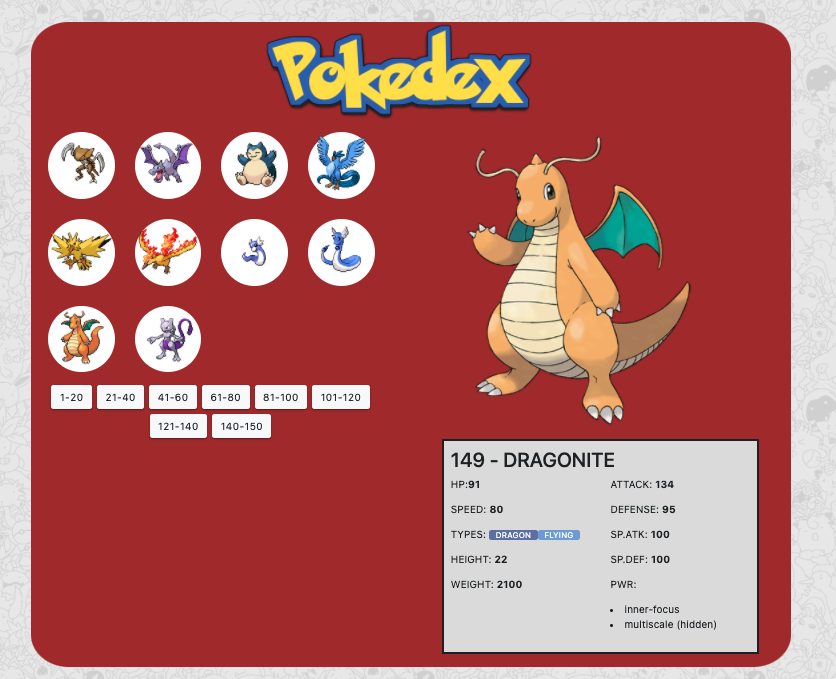 Pokedex
1-20 21-40 41-60 61-80 81-100 101-120
121-140 140-150
149 - DRAGONITE
HP:91 ATTACK: 134
SPEED: 80 DEFENSE: 95
TYPES: DRAGON FLYING SP.ATK: 100
HEIGHT: 22 SP.DEF: 100
WEIGHT: 2100 PWR:
• inner-focus
• multiscale (hidden)